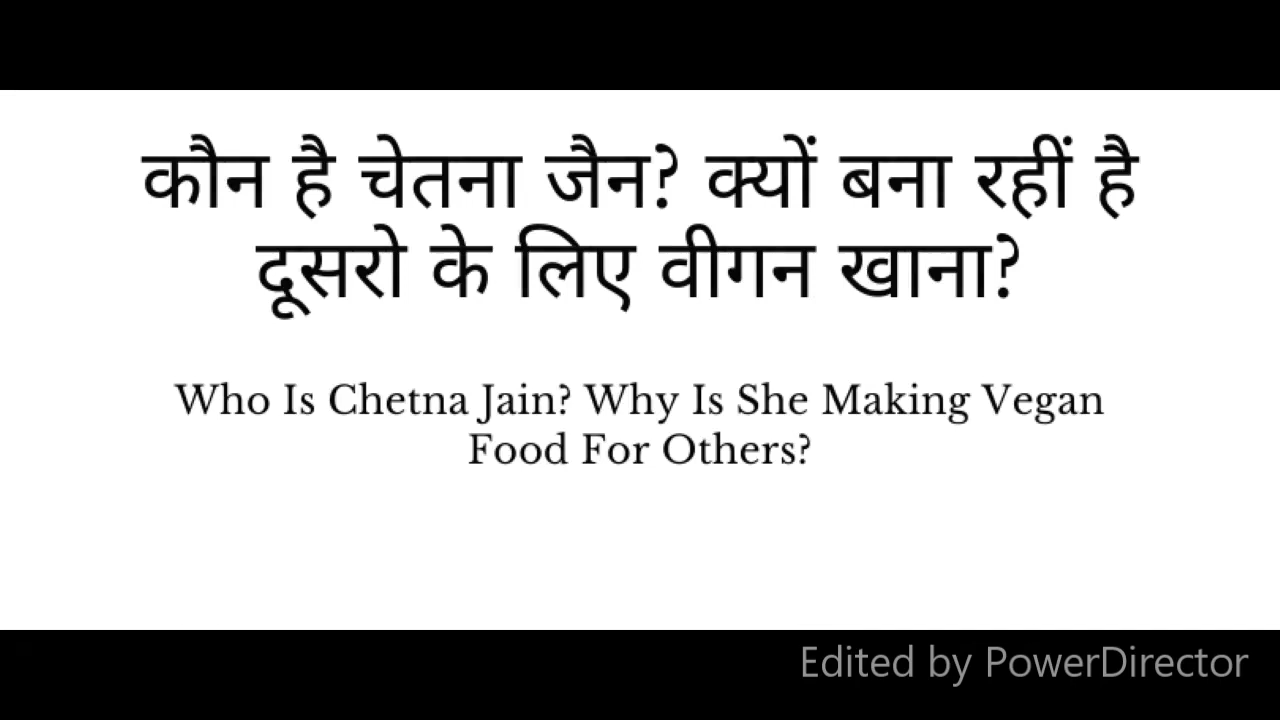 कौन है चेतना जैन? क्यों बना रहीं है
दूसरो के लिए वीगन खाना?
Who Is Chetna Jain? Why Is She Making Vegan
Food For Others?
Edited by PowerDirector